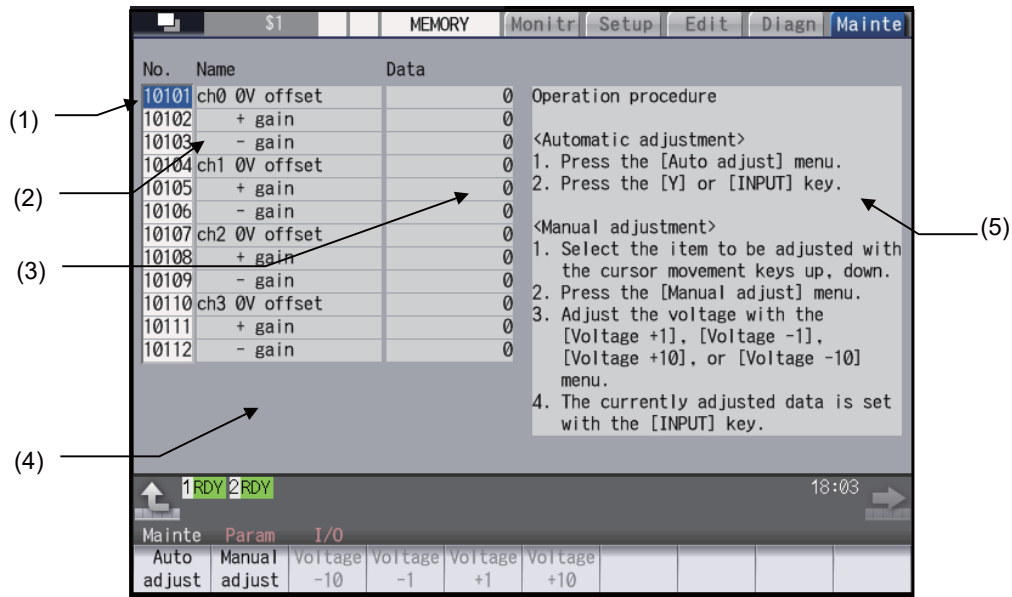 $1 MEMORY Monitr Setup Edit Diagn Mainte
No. Name Data
10101 ch0 0V offset 0
10102 + gain 0
10103 - gain 0
10104 ch1 0V offset 0
10105 + gain 0
10106 - gain 0
10107 ch2 0V offset 0
10108 + gain 0
10109 - gain 0
10110 ch3 0V offset 0
10111 + gain 0
10112 - gain 0
Operation procedure
<Automatic adjustment>
1. Press the [Auto adjust] menu.
2. Press the [Y] or [INPUT] key.
<Manual adjustment>
1. Select the item to be adjusted with
the cursor movement keys up, down.
2. Press the [Manual adjust] menu.
3. Adjust the voltage with the
[Voltage +1], [Voltage -1],
[Voltage +10], or [Voltage -10]
menu.
4. The currently adjusted data is set
with the [INPUT] key.
(1)
(2)
(3)
(4)
(5)
1 RDY 2 RDY 18:03
Mainte Param I/O
Auto adjust
Manual adjust
Voltage -10
Voltage -1
Voltage +1
Voltage +10